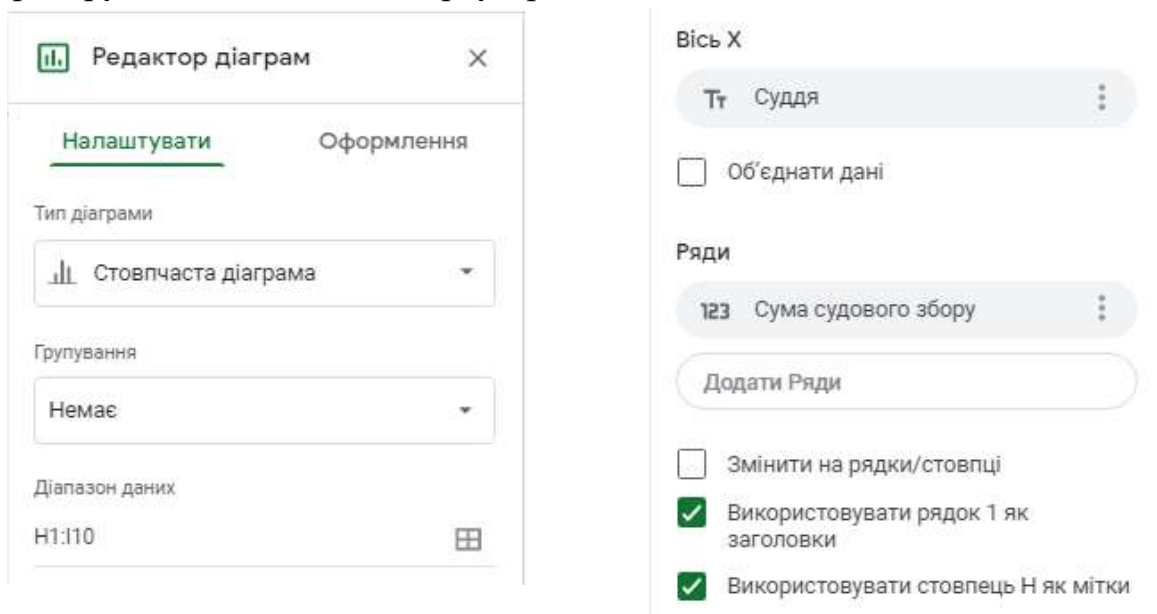 Редактор діаграм
Налаштувати
Оформлення
Тип діаграми
Стовпчаста діаграма
Групування
Немає
Діапазон даних
H1:I10
Вісь X
Тт Суддя
Об'єднати дані
Ряди
123 Сума судового збору
Додати Ряди
Змінити на рядки/стовпці
Використовувати рядок 1 як
заголовки
Використовувати стовпець H як мітки